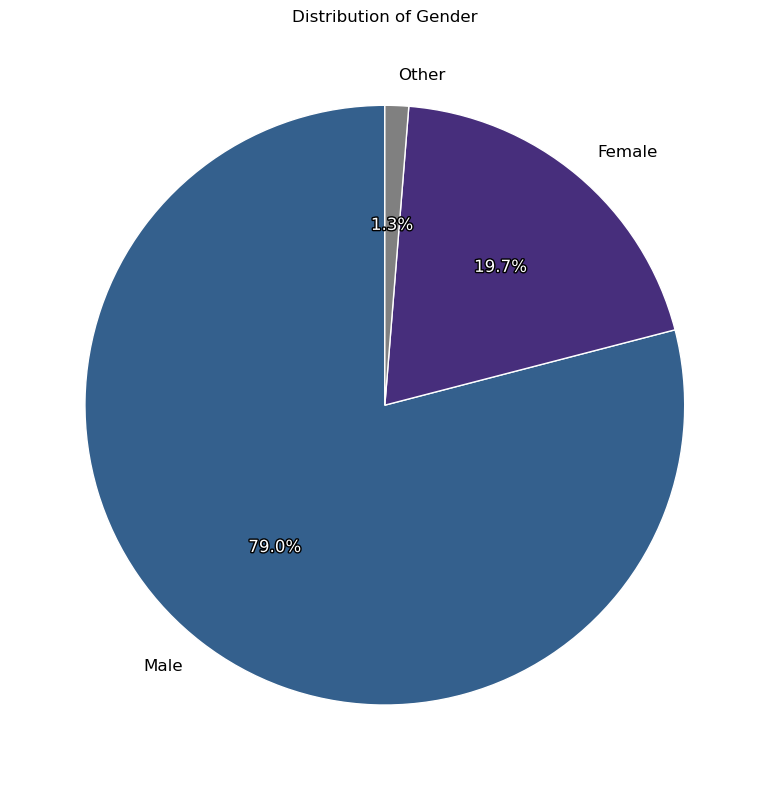 Distribution of Gender
Other
Female
1.3%
19.7%
79.0%
Male